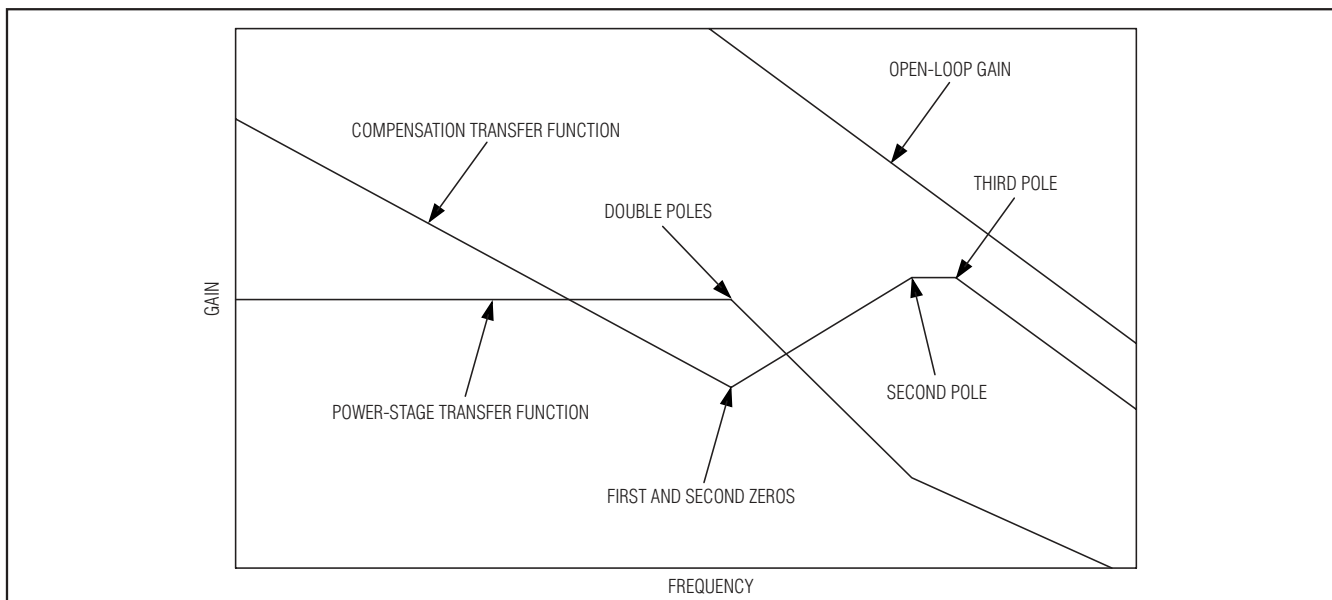 OPEN-LOOP GAIN
COMPENSATION TRANSFER FUNCTION
THIRD POLE
DOUBLE POLES
GAIN
SECOND POLE
POWER-STAGE TRANSFER FUNCTION
FIRST AND SECOND ZEROS
FREQUENCY